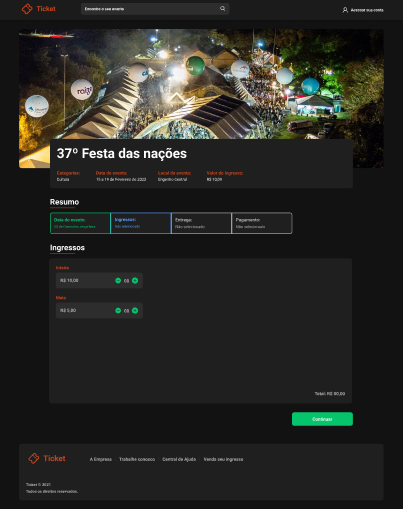 Ticket
Encontre o seu evento
Acessar sua conta
37º Festa das nações
Categorias: Data do evento: Local do evento: Valor do ingresso:
Cultura 15 a 19 de Fevereiro de 2022 Engenho Central R$ 10,00
Resumo
Data do evento: Ingressos: Entrega: Pagamento:
Não selecionado Não selecionado Não selecionado
Ingressos
Inteira
R$ 10,00 00
Meia
R$ 5,00 00
Total: R$ 00,00
Continuar
Ticket
A Empresa Trabalhe conosco Central de Ajuda Venda seu ingresso
Ticket © 2021
Todos os direitos reservados.